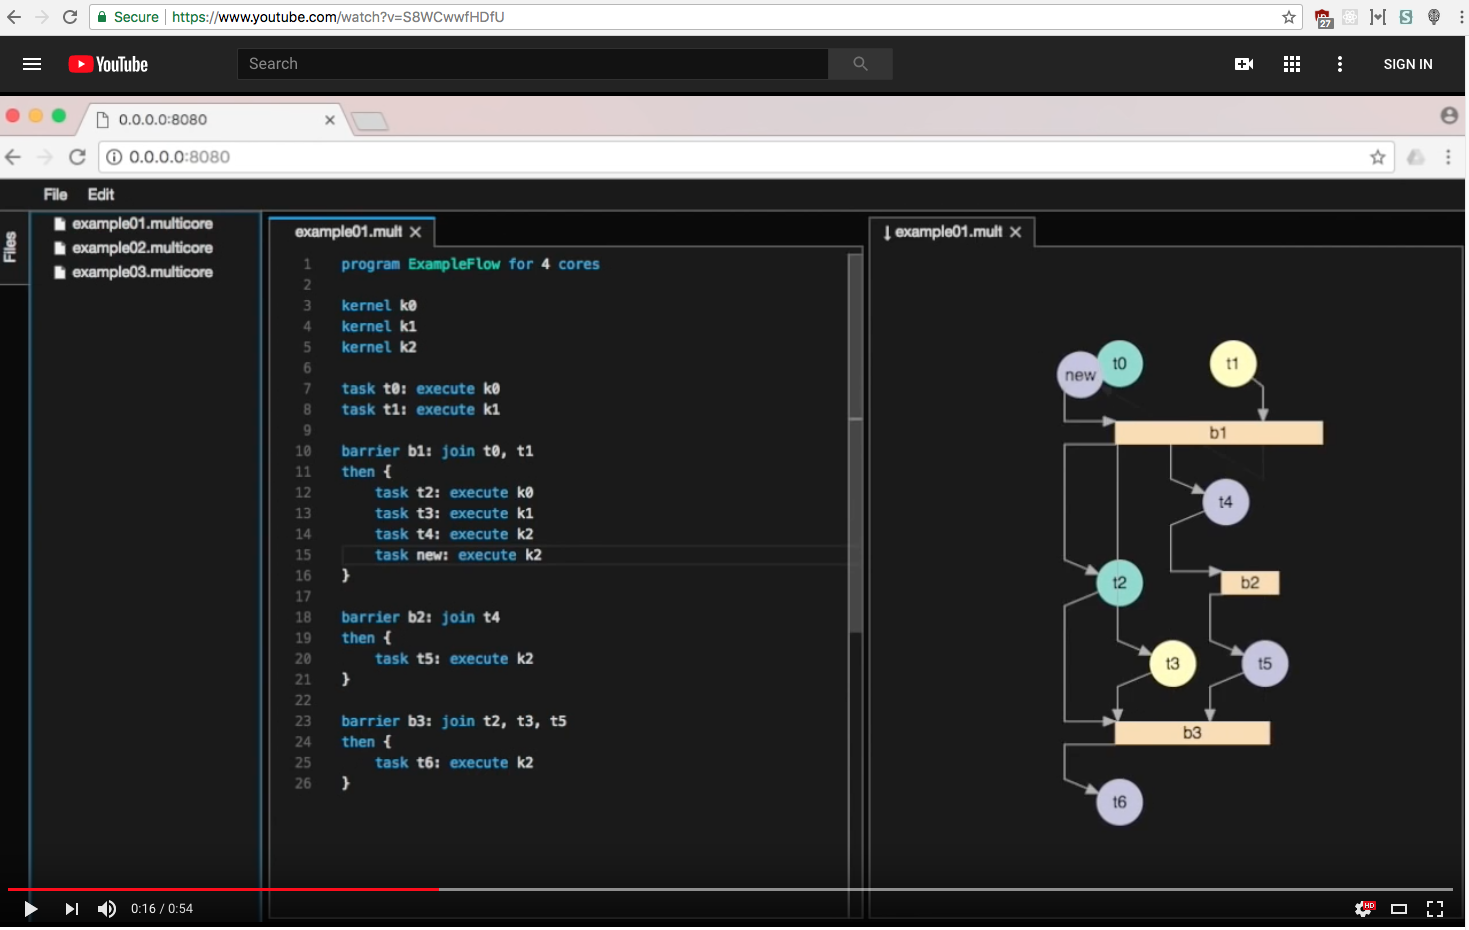 Secure https://www.youtube.com/watch?v=S8WCwwfHDfU
27
YouTube
Search
SIGN IN
0.0.0.0:8080
0.0.0.0:8080
File Edit
Files
example01.multicore
example02.multicore
example03.multicore
example01.mult
1 program ExampleFlow for 4 cores
2
3 kernel k0
4 kernel k1
5 kernel k2
6
7 task t0: execute k0
8 task t1: execute k1
9
10 barrier b1: join t0, t1
11 then {
12 task t2: execute k0
13 task t3: execute k1
14 task t4: execute k2
15 task new: execute k2
16 }
17
18 barrier b2: join t4
19 then {
20 task t5: execute k2
21 }
22
23 barrier b3: join t2, t3, t5
24 then {
25 task t6: execute k2
26 }
example01.mult
new
t0
t1
b1
t4
t2
b2
t3
t5
b3
t6
0:16 / 0:54
HD